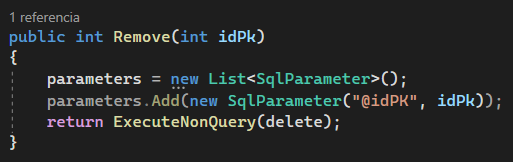 1 referencia
public int Remove(int idPk)
{
    parameters = new List<SqlParameter>();
    parameters.Add(new SqlParameter("@idPK", idPk));
    return ExecuteNonQuery(delete);
}